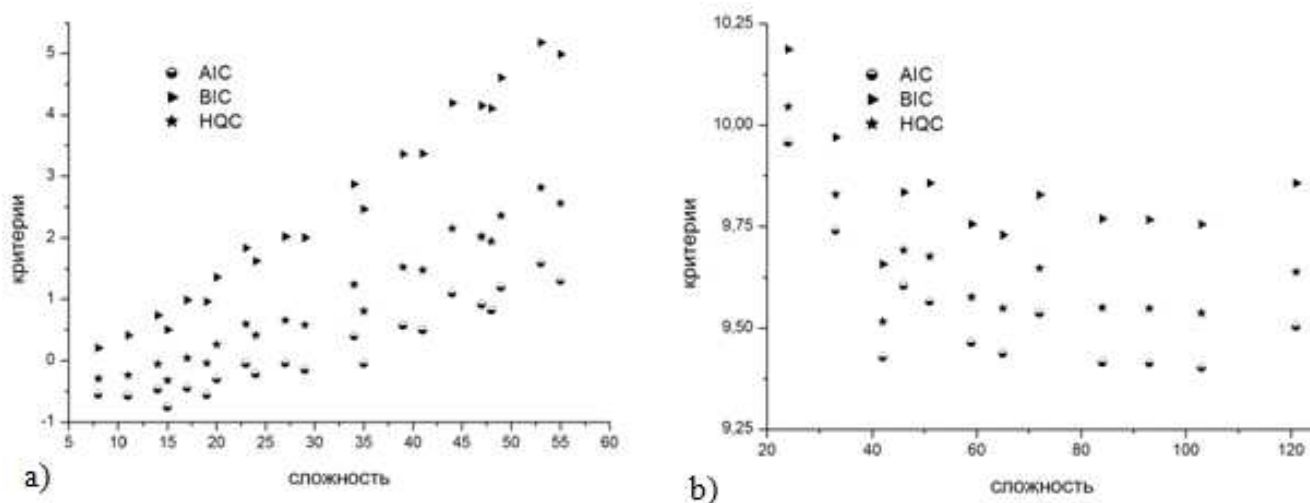 AIC
BIC
HQC
критерии
5
4
3
2
1
0
-1
5 10 15 20 25 30 35 40 45 50 55 60
сложность
a)
10,25
10,00
9,75
9,50
9,25
AIC
BIC
HQC
критерии
20 40 60 80 100 120
сложность
b)